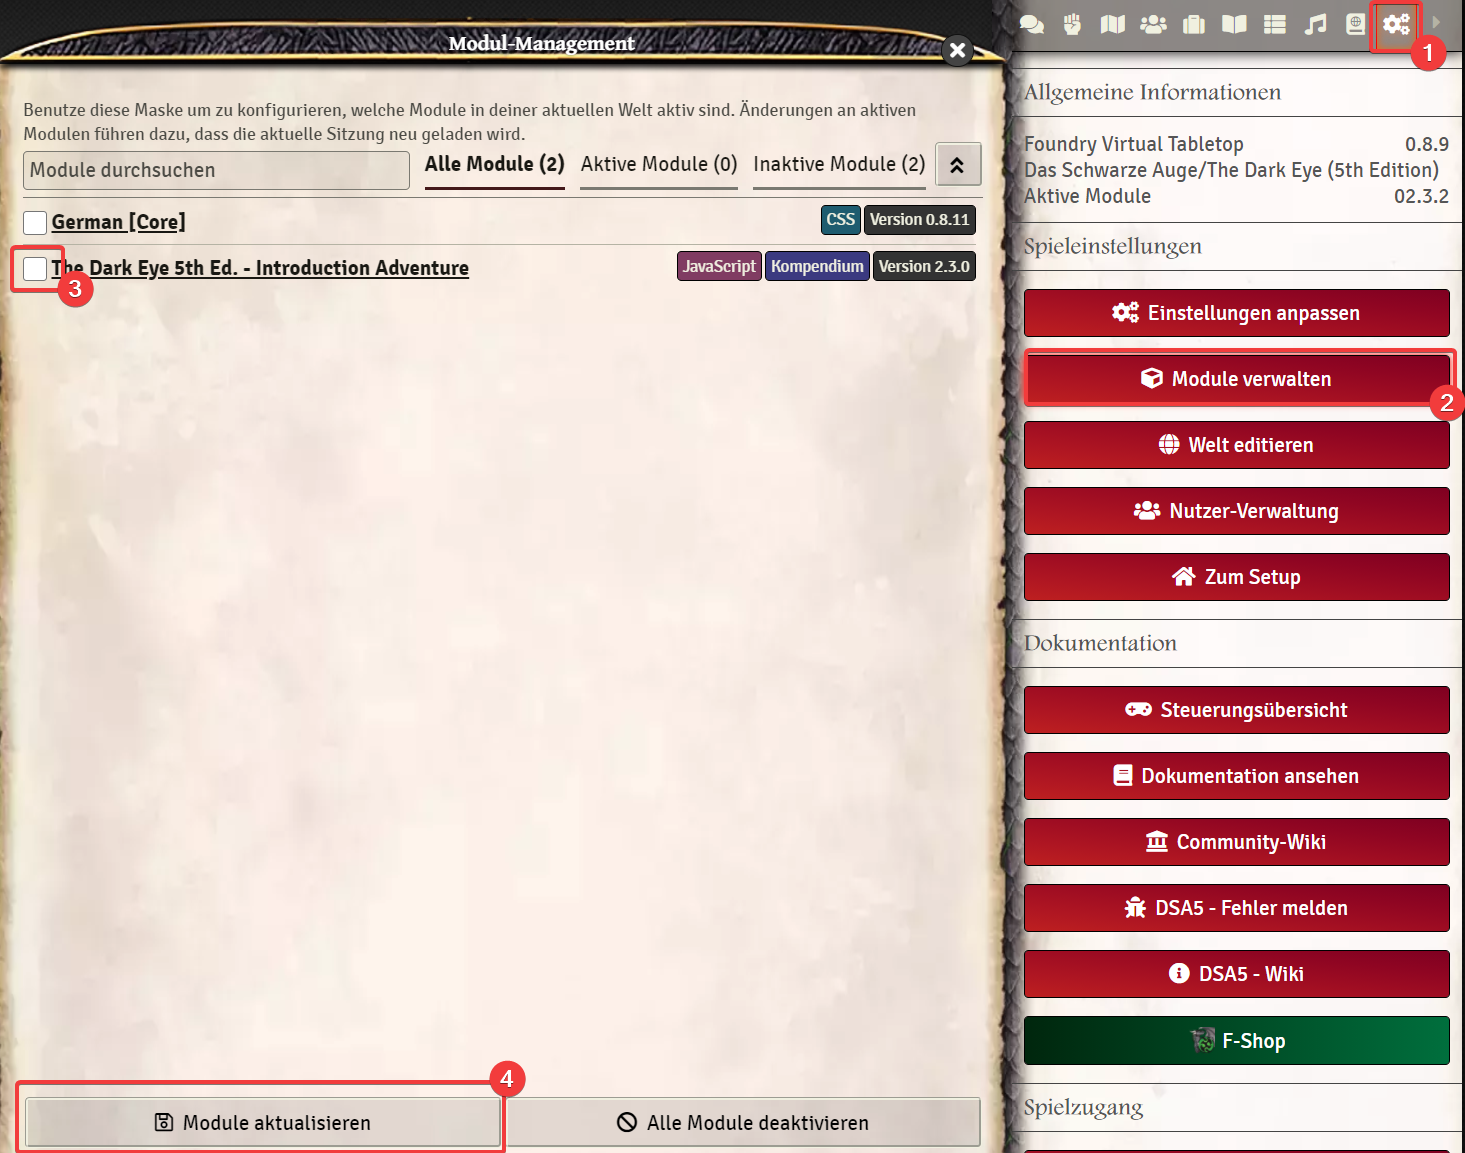 Modul-Management
Benutze diese Maske um zu konfigurieren, welche Module in deiner aktuellen Welt aktiv sind. Änderungen an aktiven
Modulen führen dazu, dass die aktuelle Sitzung neu geladen wird.
Module durchsuchen
Alle Module (2)
Aktive Module (0)
Inaktive Module (2)
German [Core]
CSS
Version 0.8.11
The Dark Eye 5th Ed. - Introduction Adventure
JavaScript
Kompendium
Version 2.3.0
3
4
Module aktualisieren
Alle Module deaktivieren
1
Allgemeine Informationen
Foundry Virtual Tabletop 0.8.9
Das Schwarze Auge/The Dark Eye (5th Edition)
Aktive Module 02.3.2
Spieleinstellungen
Einstellungen anpassen
Module verwalten
2
Welt editieren
Nutzer-Verwaltung
Zum Setup
Dokumentation
Steuerungsübersicht
Dokumentation ansehen
Community-Wiki
DSA5 - Fehler melden
DSA5 - Wiki
F-Shop
Spielzugang